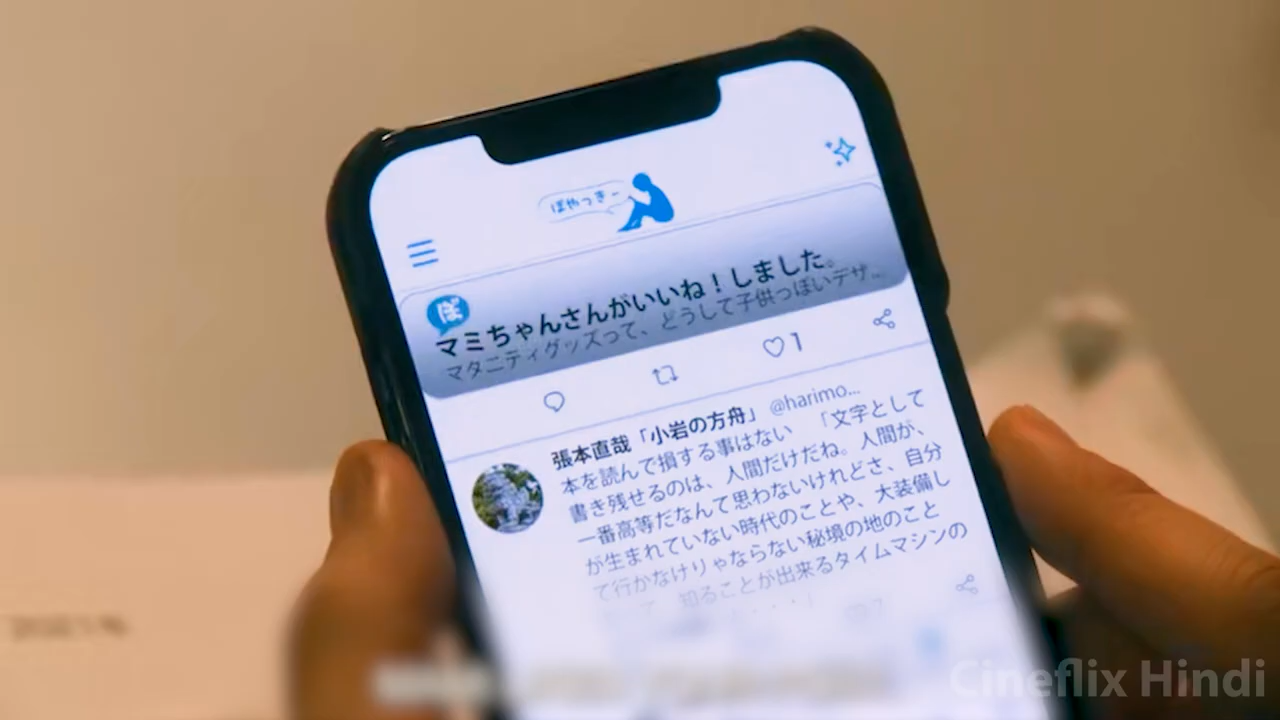 ぼやっきー
ぼ
マミちゃんさんがいいね！しました。
マタニティグッズって、どうして子供っぽいデザ...
1
張本直哉「小岩の方舟」 @harimo...
本を読んで損する事はない　「文字として
書き残せるのは、人間だけだね。人間が、
一番高等だなんて思わないけれどさ、自分
が生まれていない時代のことや、大装備し
て行かなけりゃならない秘境の地のこと
知ることが出来るタイムマシンの
Cineflix Hindi